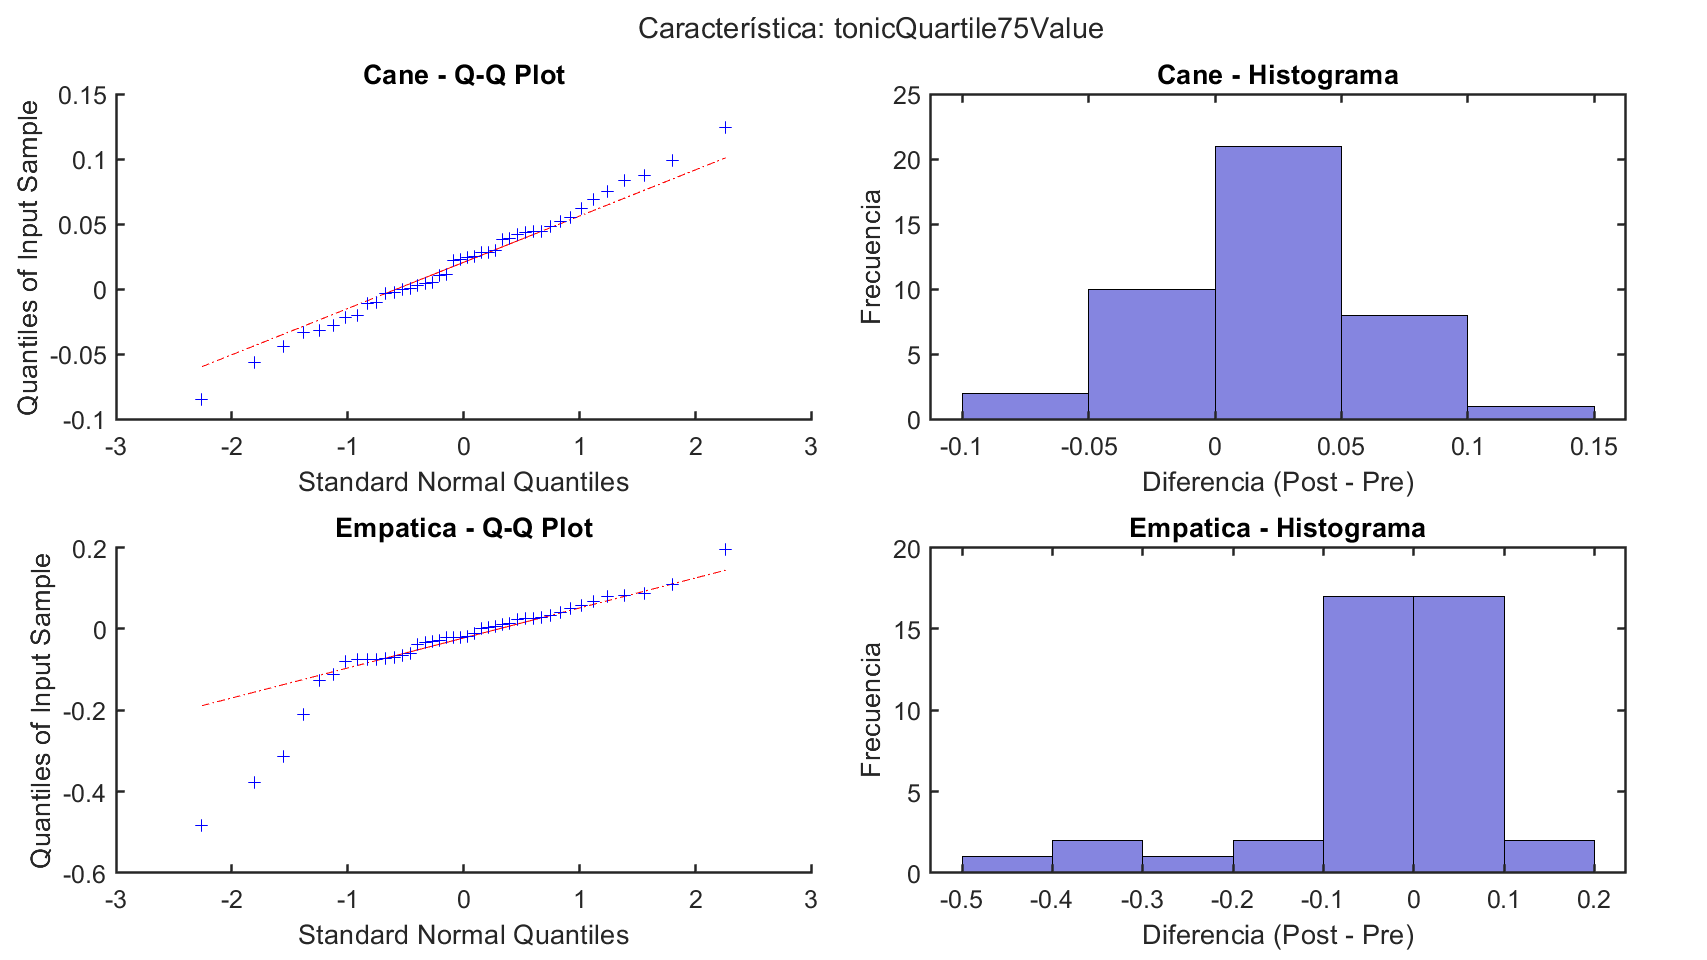 Característica: tonicQuartile75Value
Cane - Q-Q Plot
Quantiles of Input Sample
0.15
0.1
0.05
0
-0.05
-0.1
-3 -2 -1 0 1 2 3
Standard Normal Quantiles
Cane - Histograma
Frecuencia
25
20
15
10
5
0
-0.1 -0.05 0 0.05 0.1 0.15
Diferencia (Post - Pre)
Empatica - Q-Q Plot
Quantiles of Input Sample
0.2
0
-0.2
-0.4
-0.6
-3 -2 -1 0 1 2 3
Standard Normal Quantiles
Empatica - Histograma
Frecuencia
20
15
10
5
0
-0.5 -0.4 -0.3 -0.2 -0.1 0 0.1 0.2
Diferencia (Post - Pre)